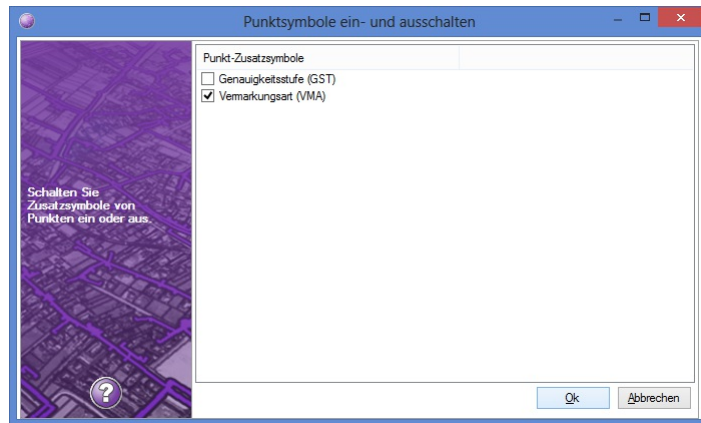 Punktsymbole ein- und ausschalten
Punkt-Zusatzsymbole
Genauigkeitsstufe (GST)
Vermarkungsart (VMA)
Schalten Sie
Zusatzsymbole von
Punkten ein oder aus.
?
Ok
Abbrechen